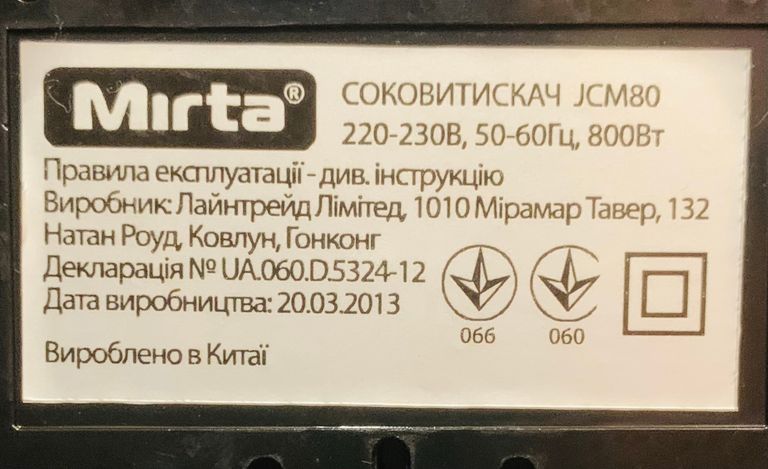 Mirta®
СОКОВИТИСКАЧ JCM80
220-230В, 50-60Гц, 800Вт
Правила експлуатації - див. інструкцію
Виробник: Лайнтрейд Лімітед, 1010 Мірамар Тавер, 132
Натан Роуд, Ковлун, Гонконг
Декларація № UA.060.D.5324-12
Дата виробництва: 20.03.2013
066 060
Вироблено в Китаї